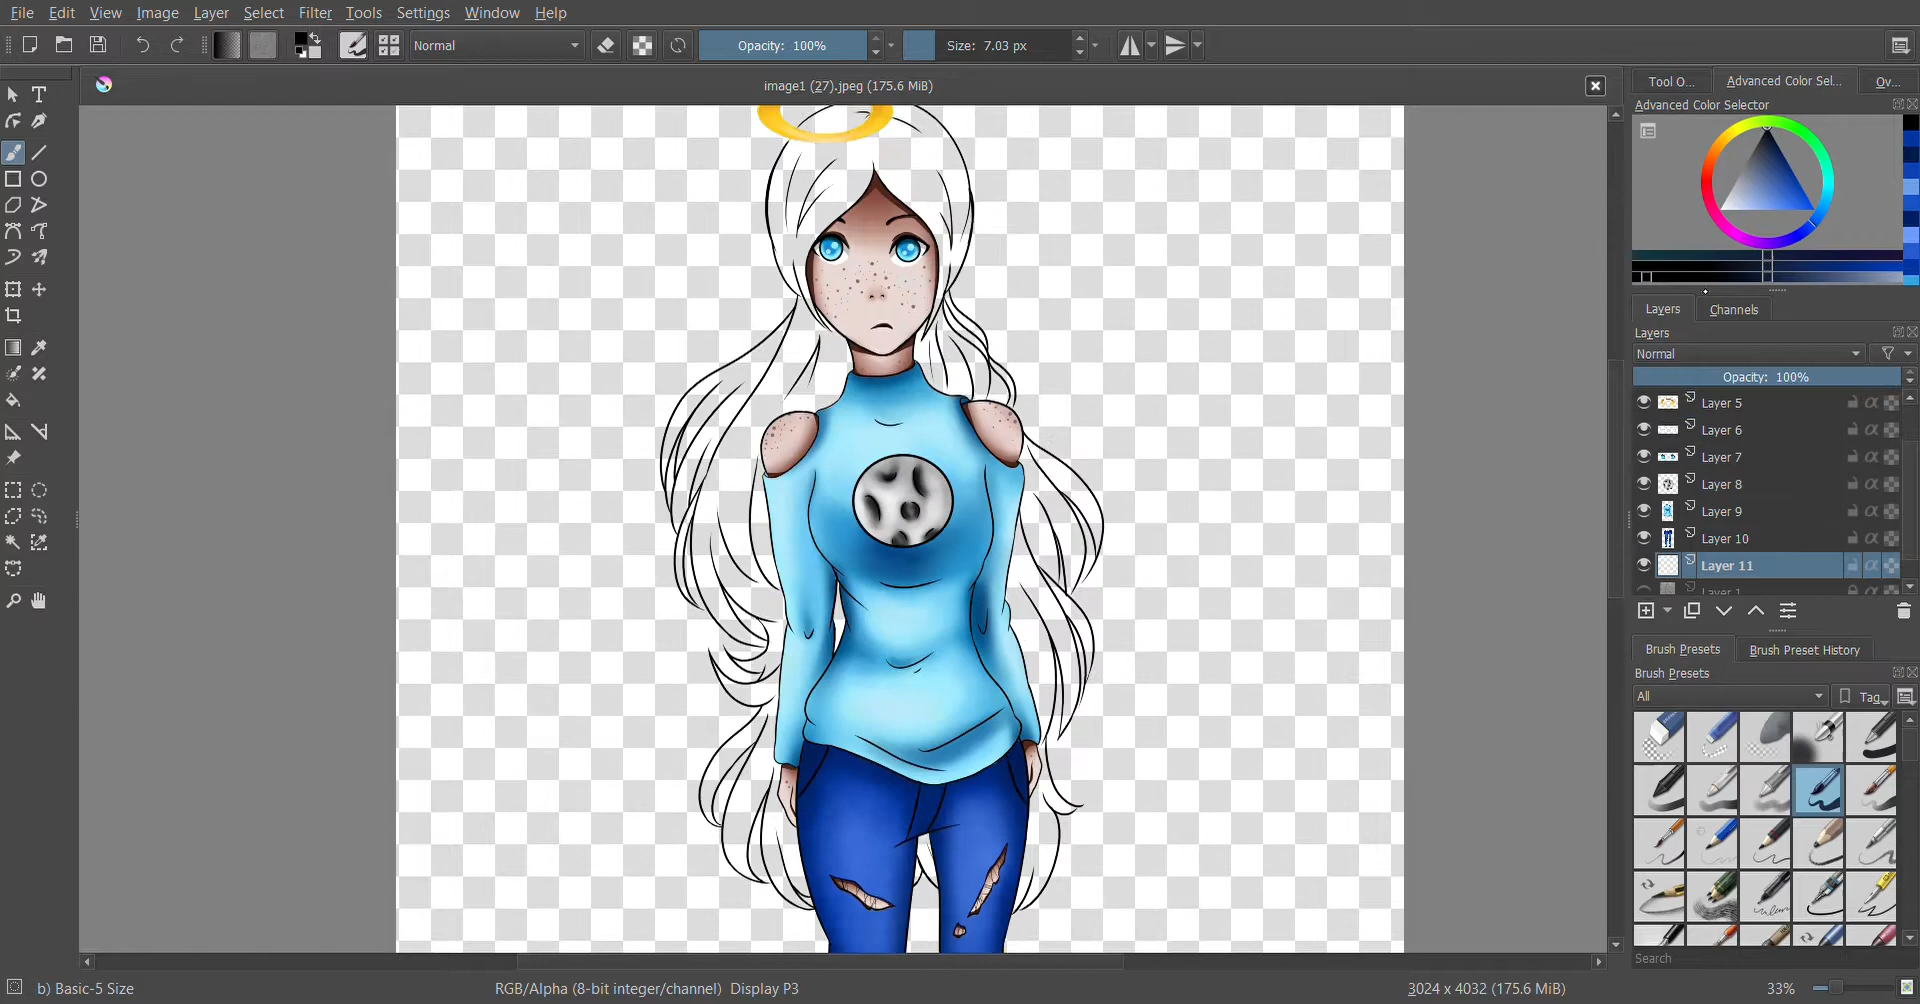 File Edit View Image Layer Select Filter Tools Settings Window Help
Normal Opacity: 100% Size: 7.03 px
image1 (27).jpeg (175.6 MiB)
Tool O... Advanced Color Sel... Ov...
Advanced Color Selector
Layers Channels
Layers
Normal
Opacity: 100%
Layer 5
Layer 6
Layer 7
Layer 8
Layer 9
Layer 10
Layer 11
Layer 1
Brush Presets Brush Preset History
Brush Presets
All Tag
Search
b) Basic-5 Size RGB/Alpha (8-bit integer/channel) Display P3 3024 x 4032 (175.6 MiB) 33%